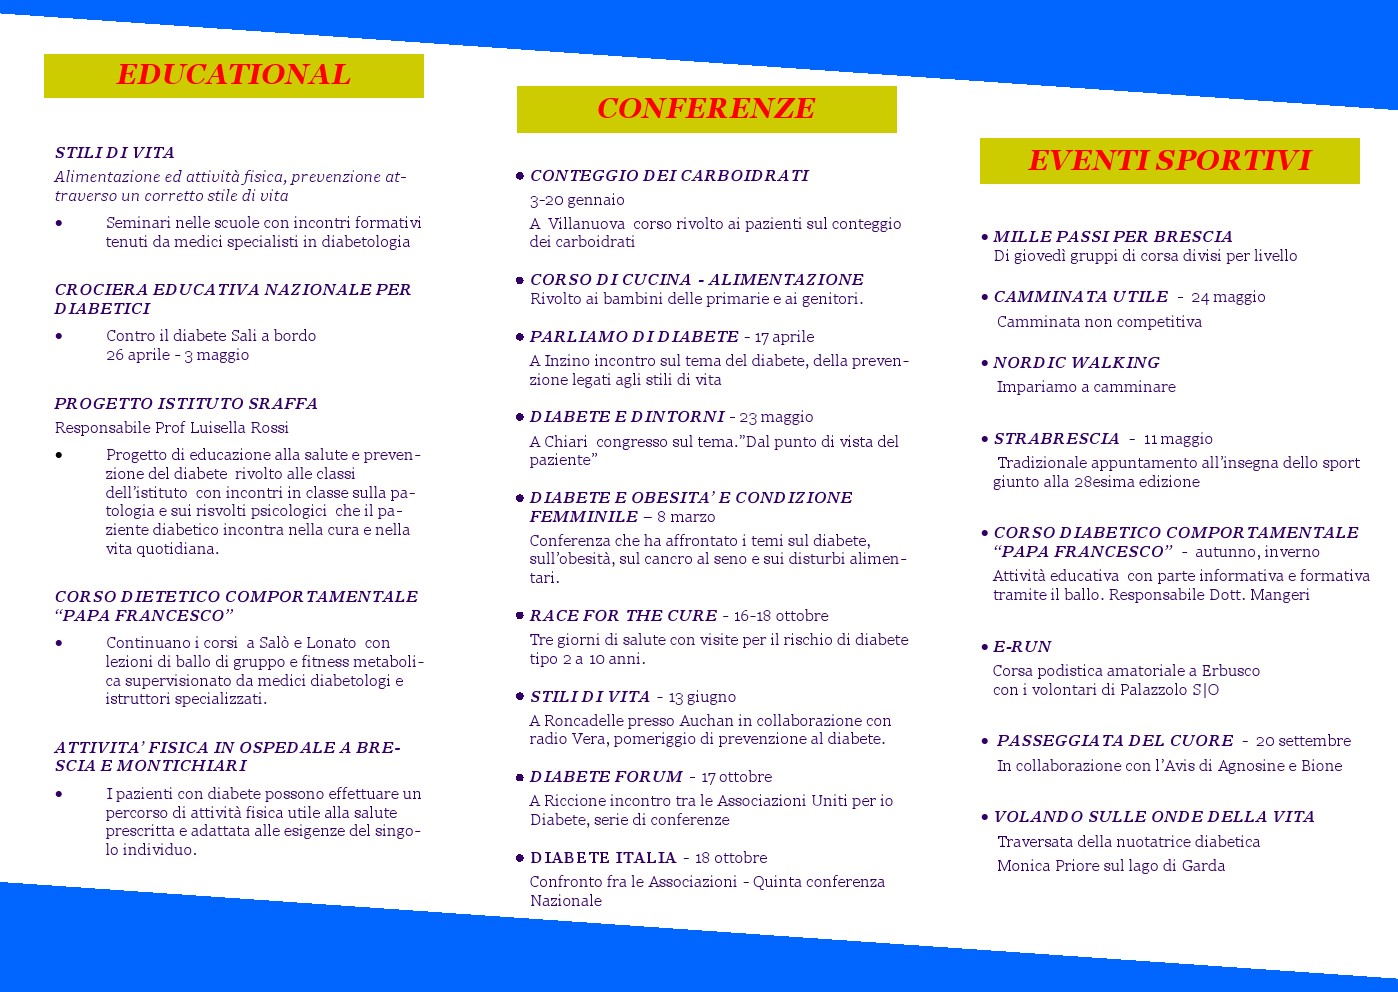 EDUCATIONAL
STILI DI VITA
Alimentazione ed attività fisica, prevenzione at-
traverso un corretto stile di vita
• Seminari nelle scuole con incontri formativi
tenuti da medici specialisti in diabetologia
CROCIERA EDUCATIVA NAZIONALE PER
DIABETICI
• Contro il diabete Sali a bordo
26 aprile - 3 maggio
PROGETTO ISTITUTO SRAFFA
Responsabile Prof Luisella Rossi
• Progetto di educazione alla salute e preven-
zione del diabete rivolto alle classi
dell'istituto con incontri in classe sulla pa-
tologia e sui risvolti psicologici che il pa-
ziente diabetico incontra nella cura e nella
vita quotidiana.
CORSO DIETETICO COMPORTAMENTALE
“PAPA FRANCESCO”
• Continuano i corsi a Salò e Lonato con
lezioni di ballo di gruppo e fitness metaboli-
ca supervisionato da medici diabetologi e
istruttori specializzati.
ATTIVITA’ FISICA IN OSPEDALE A BRE-
SCIA E MONTICHIARI
• I pazienti con diabete possono effettuare un
percorso di attività fisica utile alla salute
prescritta e adattata alle esigenze del singo-
lo individuo.
CONFERENZE
• CONTEGGIO DEI CARBOIDRATI
3-20 gennaio
A Villanuova corso rivolto ai pazienti sul conteggio
dei carboidrati
• CORSO DI CUCINA - ALIMENTAZIONE
Rivolto ai bambini delle primarie e ai genitori.
• PARLIAMO DI DIABETE - 17 aprile
A Inzino incontro sul tema del diabete, della preven-
zione legati agli stili di vita
• DIABETE E DINTORNI - 23 maggio
A Chiari congresso sul tema.”Dal punto di vista del
paziente”
• DIABETE E OBESITA’ E CONDIZIONE
FEMMINILE – 8 marzo
Conferenza che ha affrontato i temi sul diabete,
sull’obesità, sul cancro al seno e sui disturbi alimen-
tari.
• RACE FOR THE CURE - 16-18 ottobre
Tre giorni di salute con visite per il rischio di diabete
tipo 2 a 10 anni.
• STILI DI VITA - 13 giugno
A Roncadelle presso Auchan in collaborazione con
radio Vera, pomeriggio di prevenzione al diabete.
• DIABETE FORUM - 17 ottobre
A Riccione incontro tra le Associazioni Uniti per io
Diabete, serie di conferenze
• DIABETE ITALIA - 18 ottobre
Confronto fra le Associazioni - Quinta conferenza
Nazionale
EVENTI SPORTIVI
• MILLE PASSI PER BRESCIA
Di giovedì gruppi di corsa divisi per livello
• CAMMINATA UTILE - 24 maggio
Camminata non competitiva
• NORDIC WALKING
Impariamo a camminare
• STRABRESCIA - 11 maggio
Tradizionale appuntamento all’insegna dello sport
giunto alla 28esima edizione
• CORSO DIABETICO COMPORTAMENTALE
“PAPA FRANCESCO” - autunno, inverno
Attività educativa con parte informativa e formativa
tramite il ballo. Responsabile Dott. Mangeri
• E-RUN
Corsa podistica amatoriale a Erbusco
con i volontari di Palazzolo S|O
• PASSEGGIATA DEL CUORE - 20 settembre
In collaborazione con l’Avis di Agnosine e Bione
• VOLANDO SULLE ONDE DELLA VITA
Traversata della nuotatrice diabetica
Monica Priore sul lago di Garda